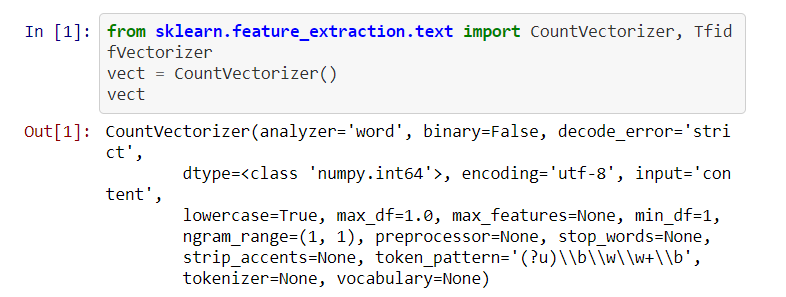 In [1]: from sklearn.feature_extraction.text import CountVectorizer, Tfid
fVectorizer
vect = CountVectorizer()
vect
Out[1]: CountVectorizer(analyzer='word', binary=False, decode_error='stri
ct',
dtype=<class 'numpy.int64'>, encoding='utf-8', input='con
tent',
lowercase=True, max_df=1.0, max_features=None, min_df=1,
ngram_range=(1, 1), preprocessor=None, stop_words=None,
strip_accents=None, token_pattern='(?u)\\b\\w\\w+\\b',
tokenizer=None, vocabulary=None)